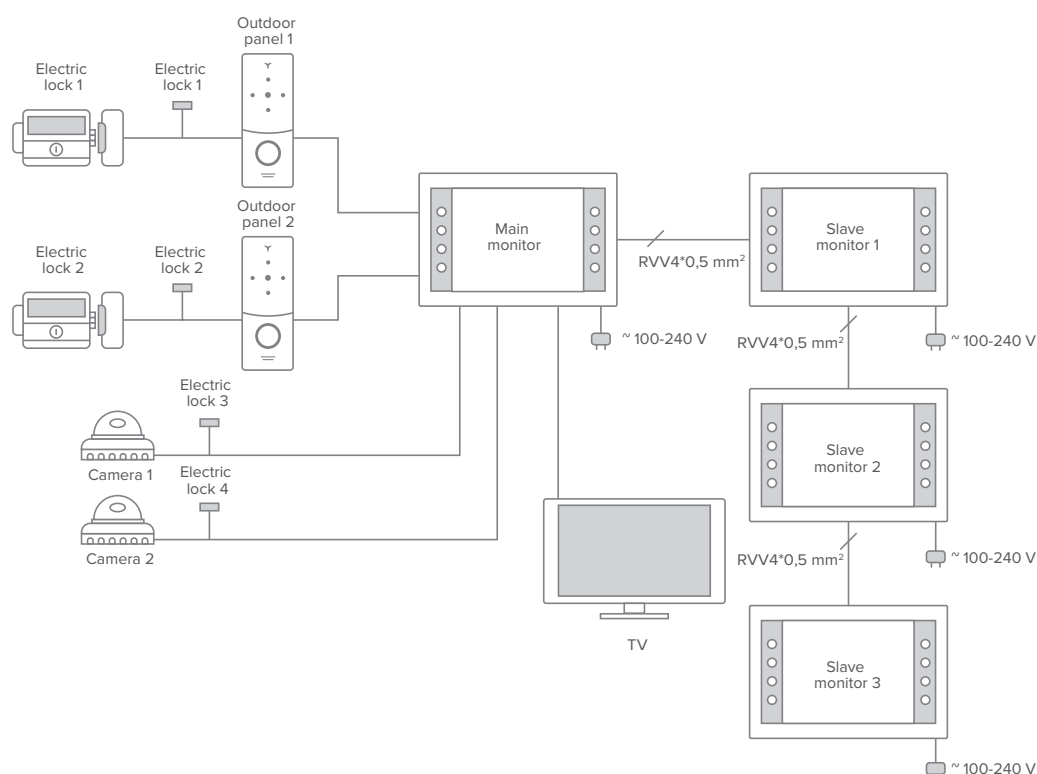 Outdoor
panel 1
Electric
lock 1
Electric
lock 1
Outdoor
panel 2
Electric
lock 2
Electric
lock 2
Main
monitor
Slave
monitor 1
RVV4*0,5 mm²
~ 100-240 V
RVV4*0,5 mm²
~ 100-240 V
Electric
lock 3
Camera 1
Electric
lock 4
Camera 2
Slave
monitor 2
RVV4*0,5 mm²
~ 100-240 V
TV
Slave
monitor 3
~ 100-240 V